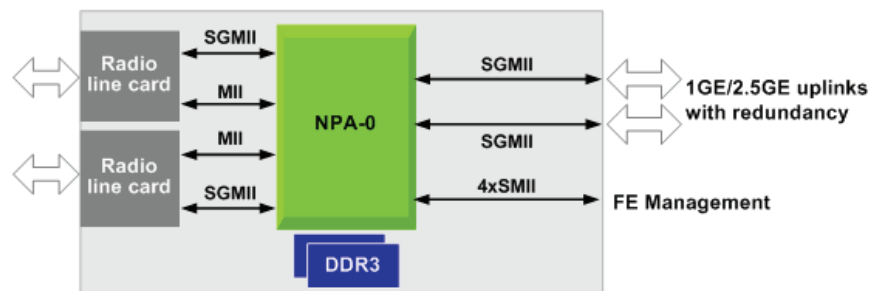 Radio
line card
SGMII
MII
Radio
line card
MII
SGMII
NPA-0
DDR3
SGMII
SGMII
4xSMII
1GE/2.5GE uplinks
with redundancy
FE Management